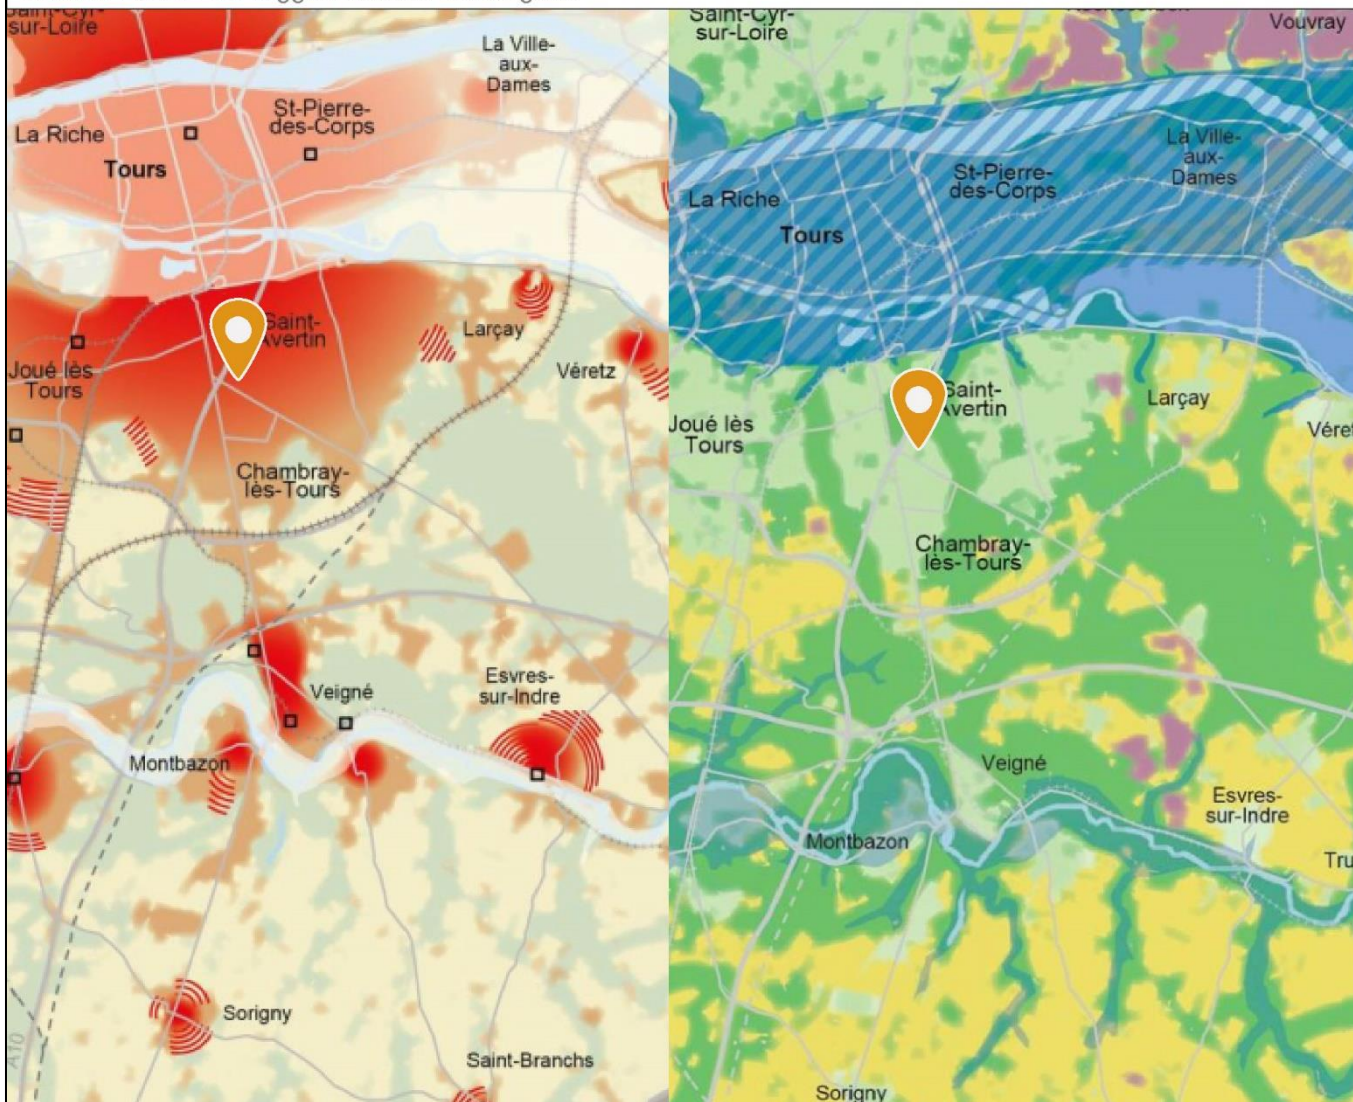 Saint-Cyr-
sur-Loire
La Ville-
aux-
Dames
St-Pierre-
des-Corps
La Riche
Tours
Saint-
Avertin
Larçay
Joué lès
Tours
Véretz
Chambray-
lès-Tours
Veigné
Esvres-
sur-Indre
Montbazon
Sorigny
A10
Saint-Branchs
Saint-Cyr-
sur-Loire
Vouvray
La Ville-
aux-
Dames
St-Pierre-
des-Corps
La Riche
Tours
Saint-
Avertin
Larçay
Joué lès
Tours
Véret
Chambray-
lès-Tours
Veigné
Esvres-
sur-Indre
Montbazon
Tru
Sorigny